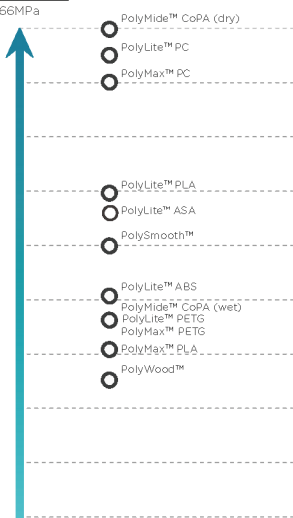 66MPa
PolyMide™ CoPA (dry)
PolyLite™ PC
PolyMax™ PC
PolyLite™ PLA
PolyLite™ ASA
PolySmooth™
PolyLite™ ABS
PolyMide™ CoPA (wet)
PolyLite™ PETG
PolyMax™ PETG
PolyMax™ PLA
PolyWood™